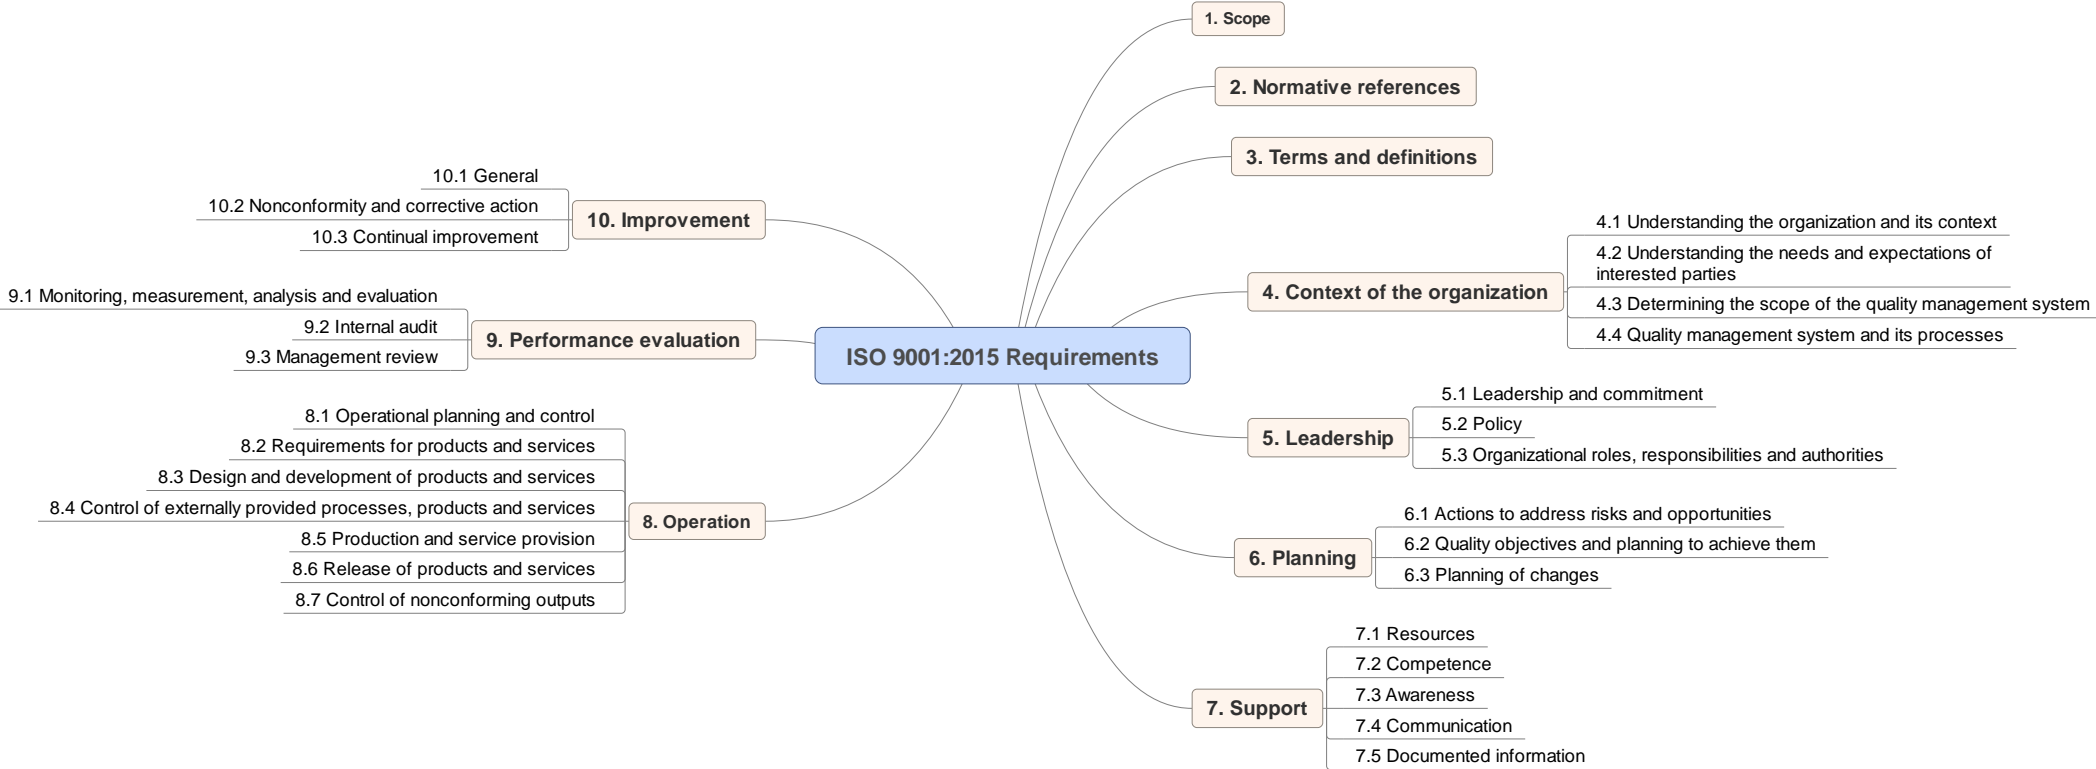 ISO 9001:2015 Requirements
1. Scope
2. Normative references
3. Terms and definitions
4. Context of the organization
4.1 Understanding the organization and its context
4.2 Understanding the needs and expectations of
interested parties
4.3 Determining the scope of the quality management system
4.4 Quality management system and its processes
5. Leadership
5.1 Leadership and commitment
5.2 Policy
5.3 Organizational roles, responsibilities and authorities
6. Planning
6.1 Actions to address risks and opportunities
6.2 Quality objectives and planning to achieve them
6.3 Planning of changes
7. Support
7.1 Resources
7.2 Competence
7.3 Awareness
7.4 Communication
7.5 Documented information
8. Operation
8.1 Operational planning and control
8.2 Requirements for products and services
8.3 Design and development of products and services
8.4 Control of externally provided processes, products and services
8.5 Production and service provision
8.6 Release of products and services
8.7 Control of nonconforming outputs
9. Performance evaluation
9.1 Monitoring, measurement, analysis and evaluation
9.2 Internal audit
9.3 Management review
10. Improvement
10.1 General
10.2 Nonconformity and corrective action
10.3 Continual improvement